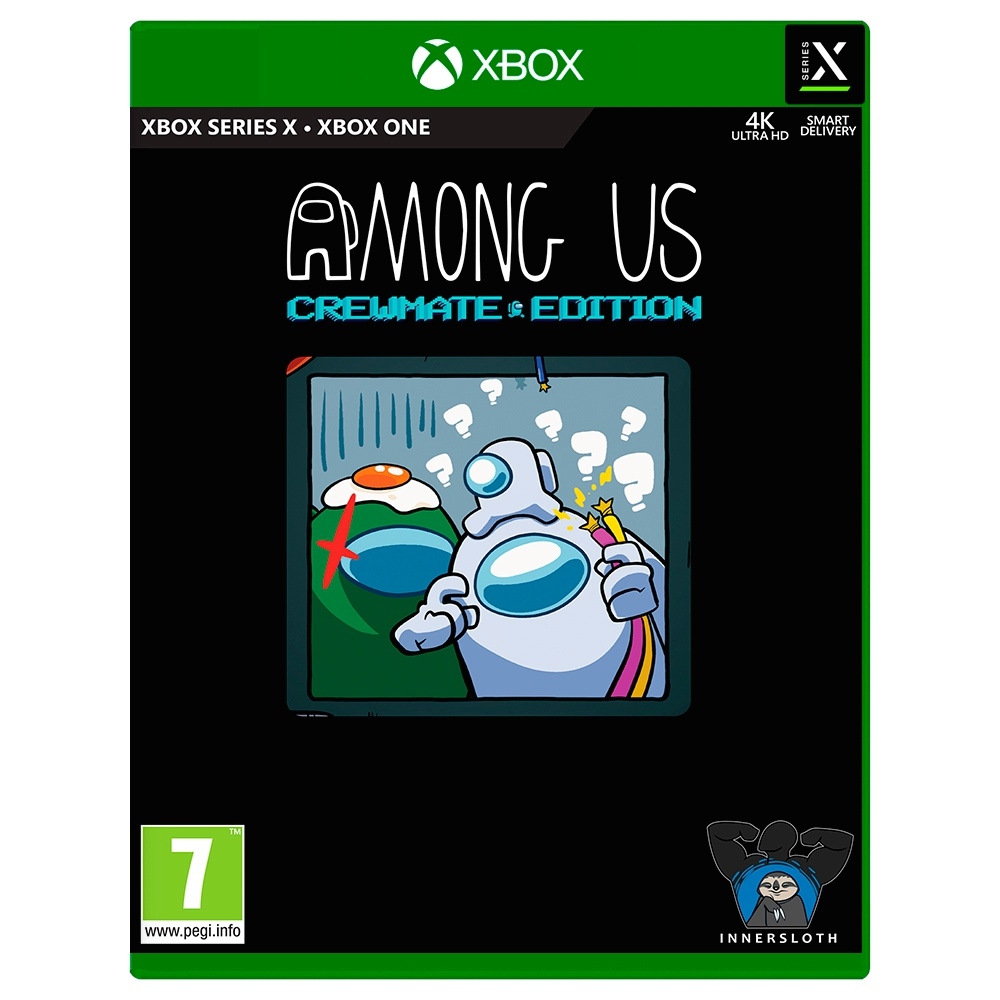 XBOX
SERIES X
XBOX SERIES X • XBOX ONE
4K
ULTRA HD
SMART
DELIVERY
AMONG US
CREWMATE EDITION
? ? ? ? ? ? ?
7
™
www.pegi.info
INNERSLOTH